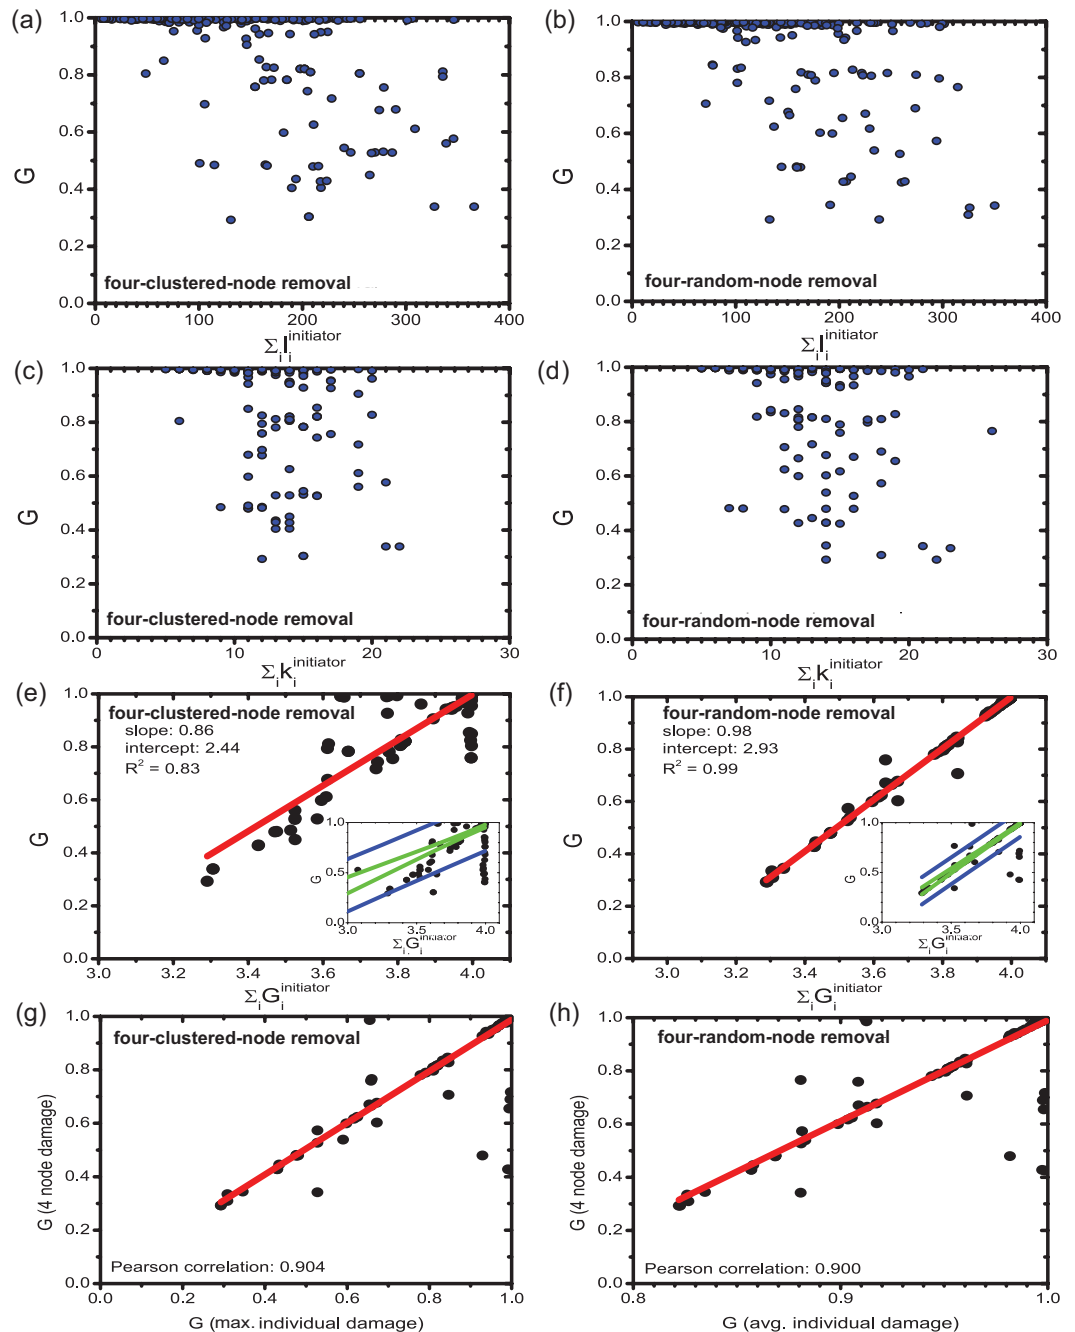 (a)
1.0
0.8
0.6
0.4
0.2
0.0
G
four-clustered-node removal
0 100 200 300 400
Σ_i l_i^initiator
(b)
1.0
0.8
0.6
0.4
0.2
0.0
G
four-random-node removal
0 100 200 300 400
Σ_i l_i^initiator
(c)
1.0
0.8
0.6
0.4
0.2
0.0
G
four-clustered-node removal
0 10 20 30
Σ_i k_i^initiator
(d)
1.0
0.8
0.6
0.4
0.2
0.0
G
four-random-node removal
0 10 20 30
Σ_i k_i^initiator
(e)
1.0
0.8
0.6
0.4
0.2
0.0
G
four-clustered-node removal
slope: 0.86
intercept: 2.44
R² = 0.83
1.0
0.5
0.0
G
3.0 3.5 4.0
Σ_i G_i^initiator
3.0 3.2 3.4 3.6 3.8 4.0
Σ_i G_i^initiator
(f)
1.0
0.8
0.6
0.4
0.2
0.0
G
four-random-node removal
slope: 0.98
intercept: 2.93
R² = 0.99
1.0
0.5
0.0
G
3.0 3.5 4.0
Σ_i G_i^initiator
3.0 3.2 3.4 3.6 3.8 4.0
Σ_i G_i^initiator
(g)
1.0
0.8
0.6
0.4
0.2
0.0
G (4 node damage)
four-clustered-node removal
Pearson correlation: 0.904
0.0 0.2 0.4 0.6 0.8 1.0
G (max. individual damage)
(h)
1.0
0.8
0.6
0.4
0.2
0.0
G (4 node damage)
four-random-node removal
Pearson correlation: 0.900
0.8 0.9 1.0
G (avg. individual damage)